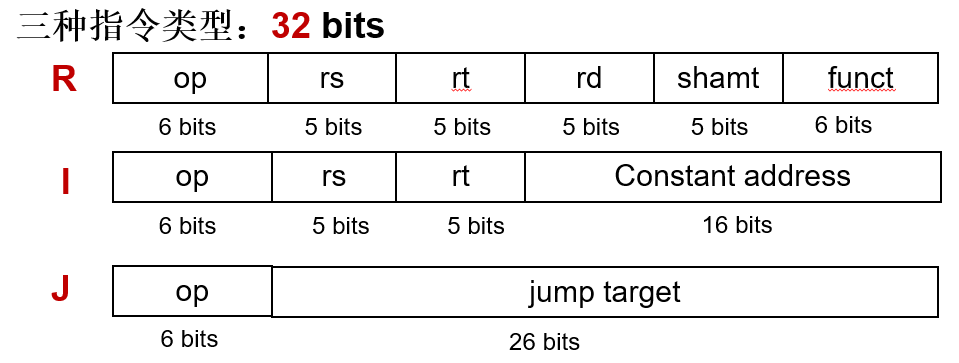 三种指令类型：32 bits
R op rs rt rd shamt funct
6 bits 5 bits 5 bits 5 bits 5 bits 6 bits
I op rs rt Constant address
6 bits 5 bits 5 bits 16 bits
J op jump target
6 bits 26 bits